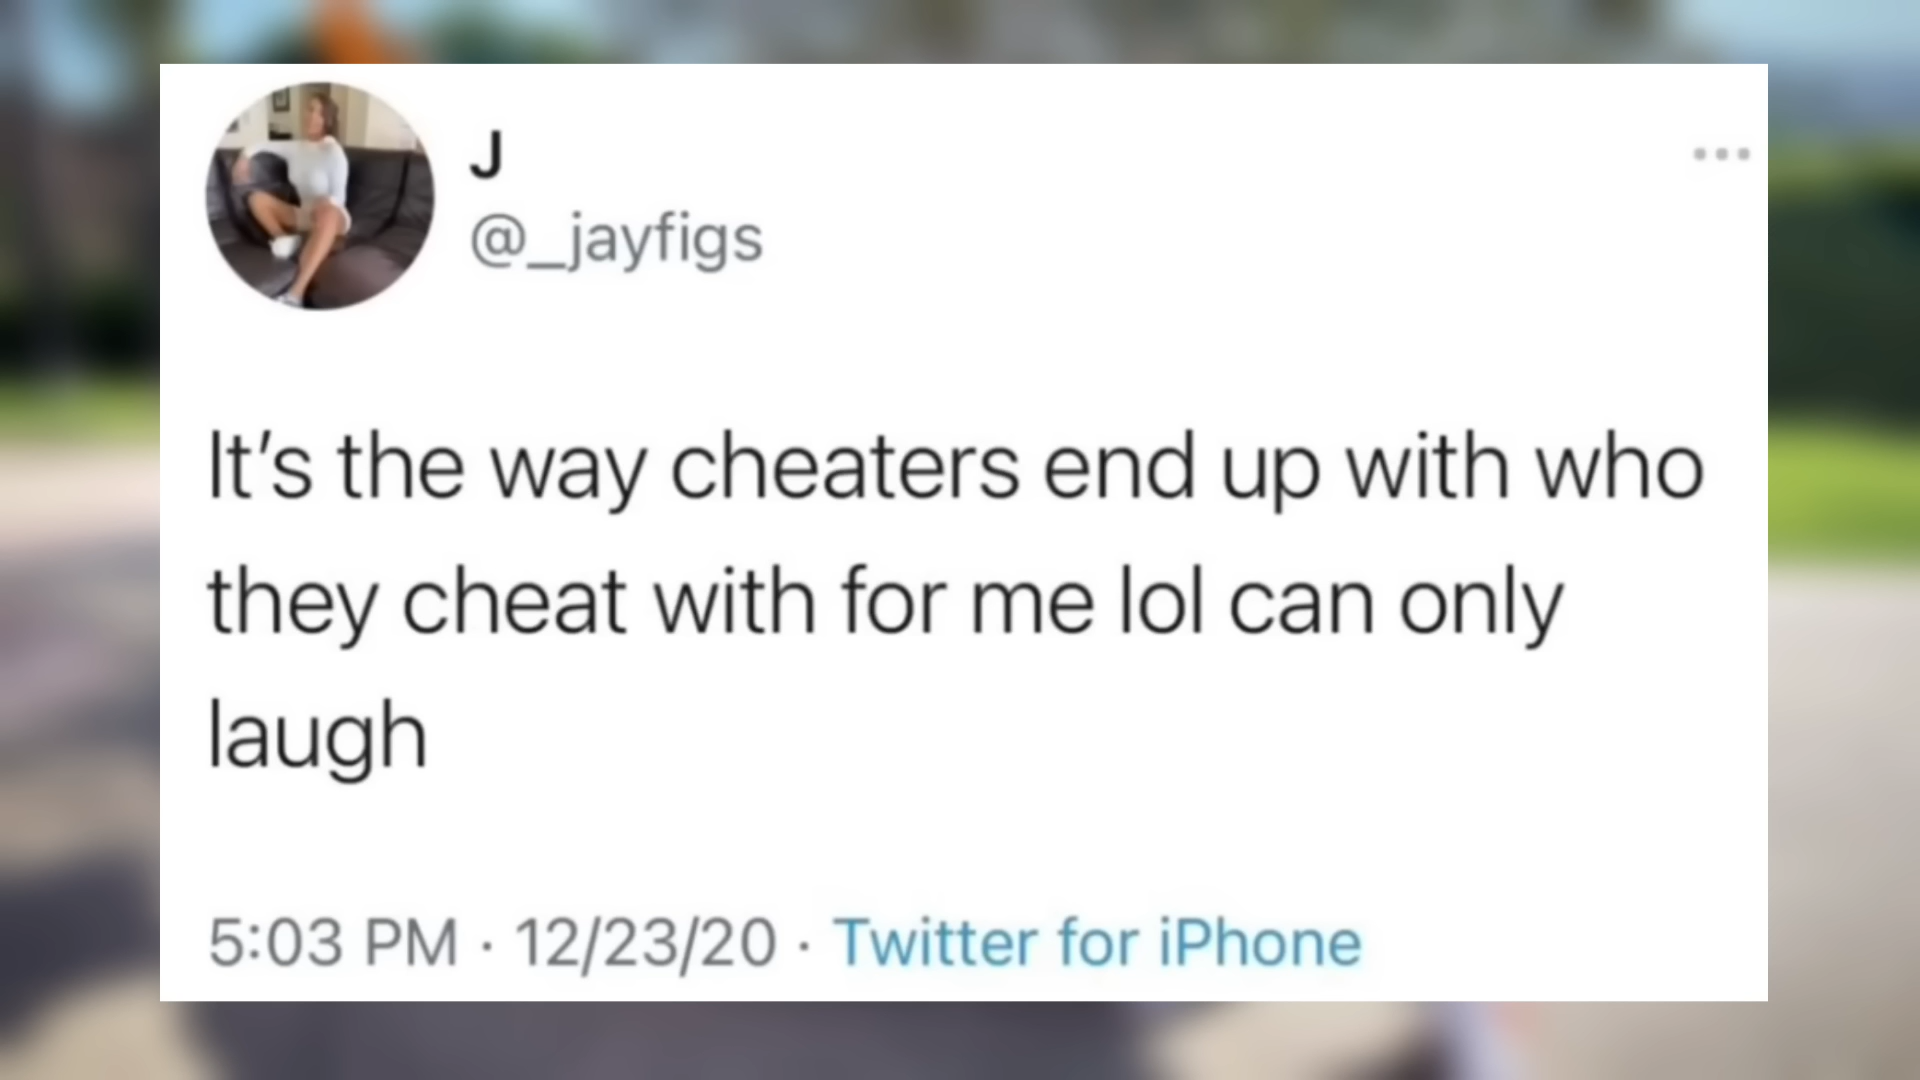 J
@_jayfigs
It's the way cheaters end up with who
they cheat with for me lol can only
laugh
5:03 PM · 12/23/20 · Twitter for iPhone